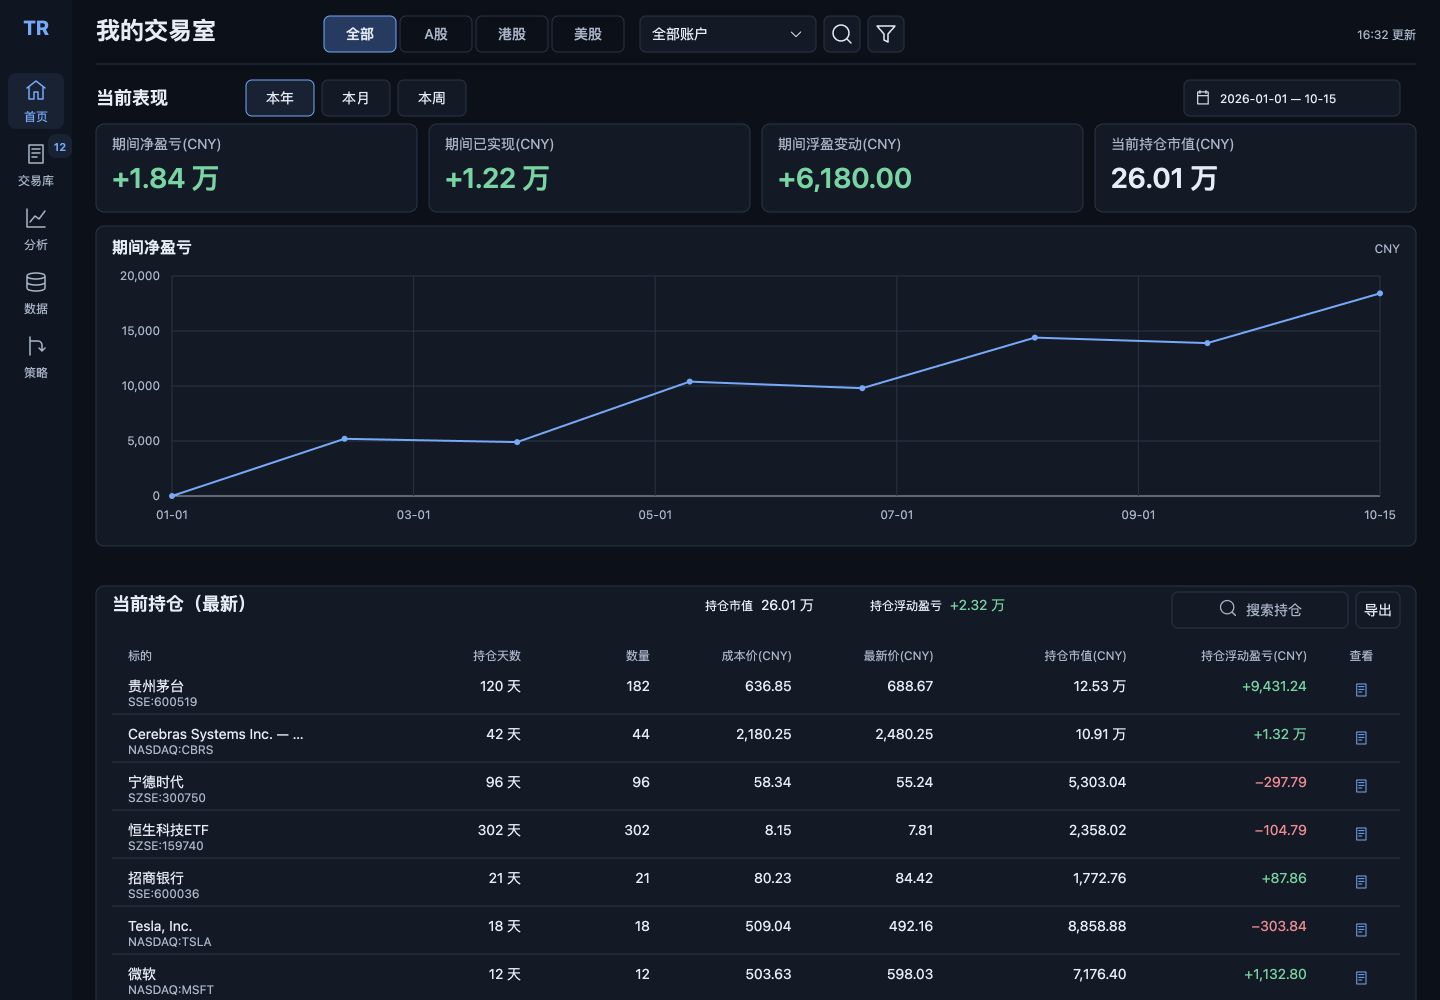 TR
我的交易室
全部
A股
港股
美股
全部账户
16:32 更新
首页
12
交易库
分析
数据
策略
当前表现
本年
本月
本周
2026-01-01 — 10-15
期间净盈亏(CNY)
+1.84 万
期间已实现(CNY)
+1.22 万
期间浮盈变动(CNY)
+6,180.00
当前持仓市值(CNY)
26.01 万
期间净盈亏
CNY
20,000
15,000
10,000
5,000
0
01-01 03-01 05-01 07-01 09-01 10-15
当前持仓（最新）
持仓市值 26.01 万
持仓浮动盈亏 +2.32 万
搜索持仓
导出
标的 持仓天数 数量 成本价(CNY) 最新价(CNY) 持仓市值(CNY) 持仓浮动盈亏(CNY) 查看
贵州茅台 120 天 182 636.85 688.67 12.53 万 +9,431.24
SSE:600519
Cerebras Systems Inc. — ... 42 天 44 2,180.25 2,480.25 10.91 万 +1.32 万
NASDAQ:CBRS
宁德时代 96 天 96 58.34 55.24 5,303.04 −297.79
SZSE:300750
恒生科技ETF 302 天 302 8.15 7.81 2,358.02 −104.79
SZSE:159740
招商银行 21 天 21 80.23 84.42 1,772.76 +87.86
SSE:600036
Tesla, Inc. 18 天 18 509.04 492.16 8,858.88 −303.84
NASDAQ:TSLA
微软 12 天 12 503.63 598.03 7,176.40 +1,132.80
NASDAQ:MSFT